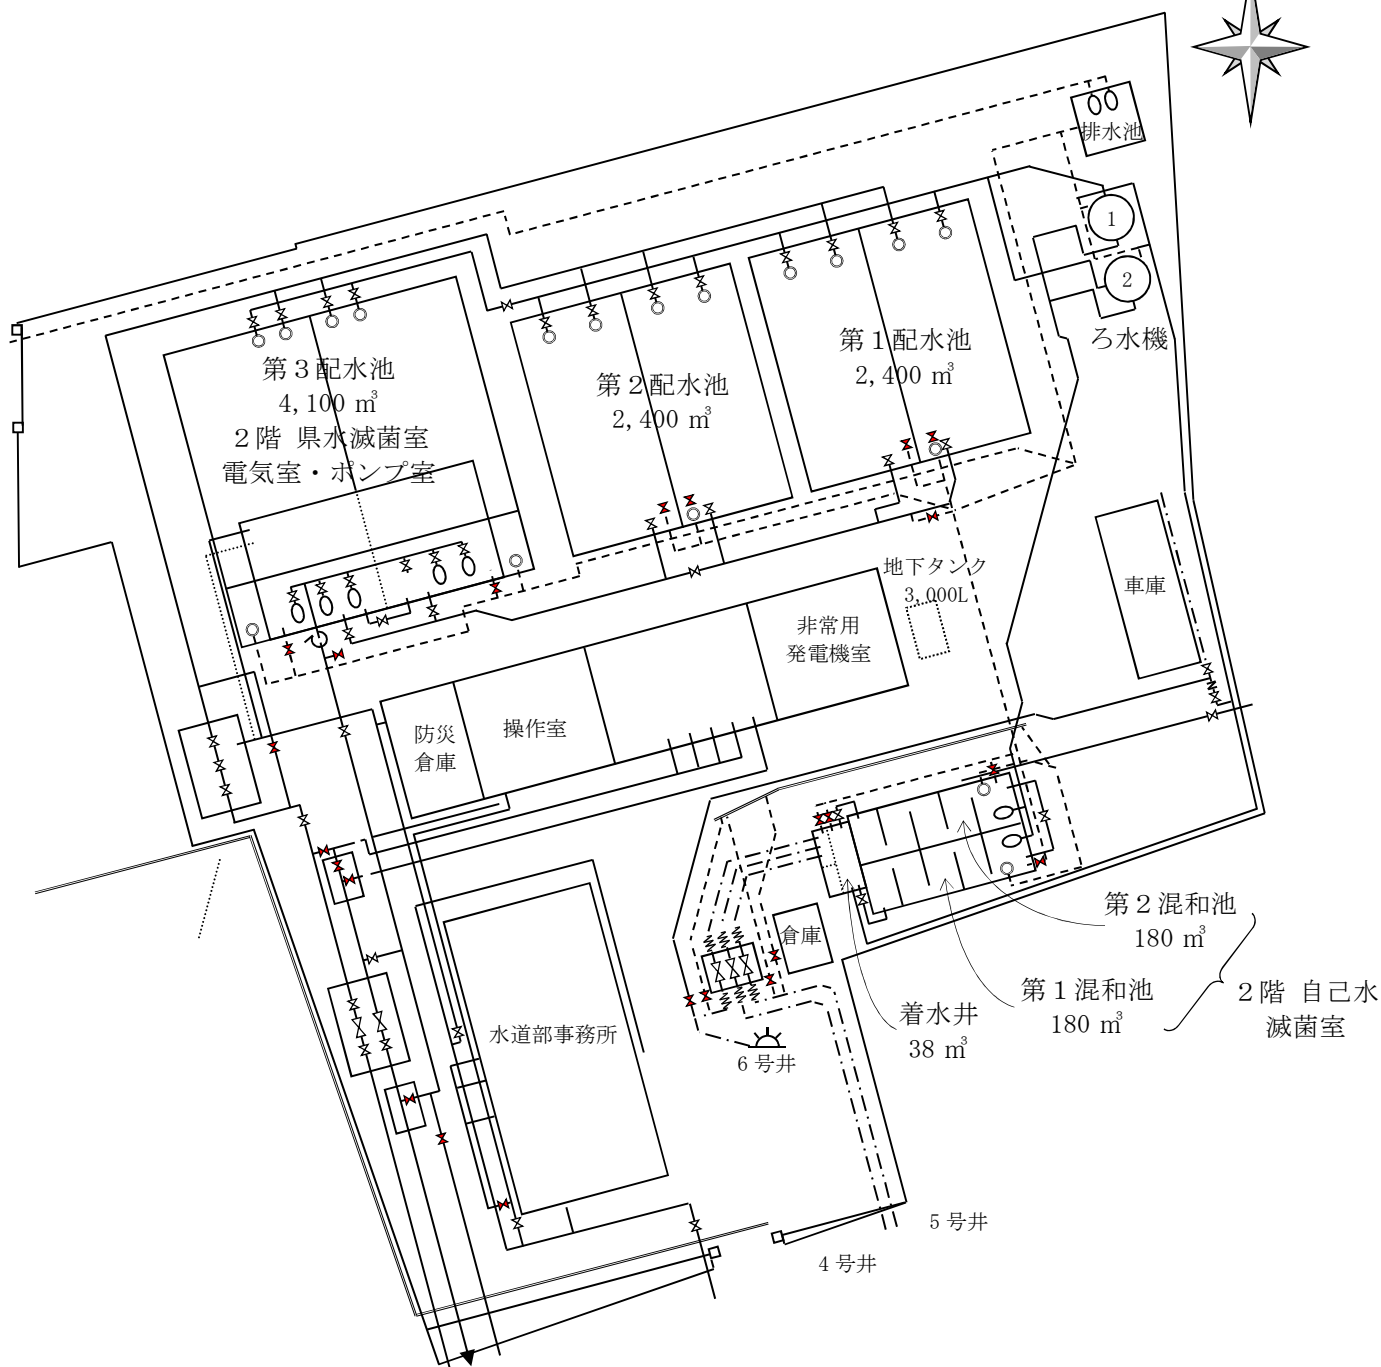 排水池
1
2
ろ水機
第１配水池
2,400 ㎥
第２配水池
2,400 ㎥
第３配水池
4,100 ㎥
２階 県水滅菌室
電気室・ポンプ室
地下タンク
3,000L
車庫
非常用
発電機室
操作室
防災
倉庫
倉庫
第２混和池
180 ㎥
第１混和池
180 ㎥
２階 自己水
滅菌室
着水井
38 ㎥
水道部事務所
6 号井
5 号井
4 号井